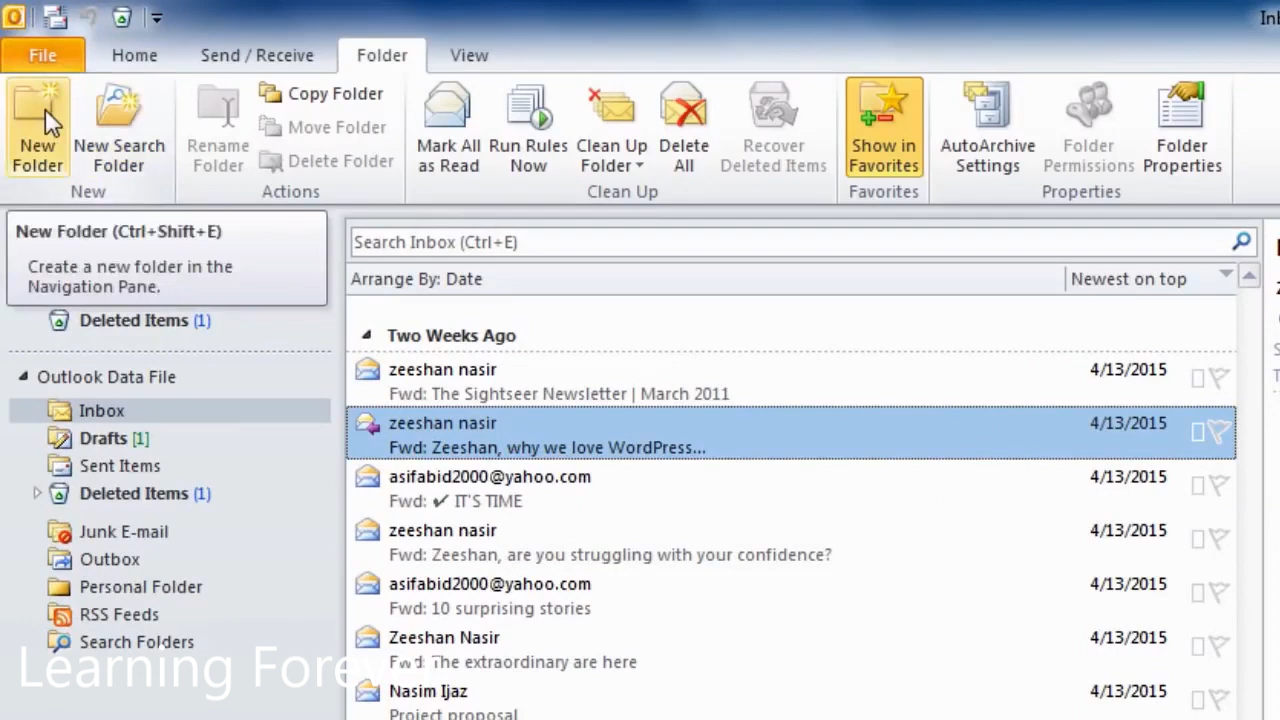 Inb
File Home Send / Receive Folder View
Copy Folder
Move Folder
Delete Folder
New Folder
New Search Folder
Rename Folder
Mark All as Read
Run Rules Now
Clean Up Folder
Delete All
Recover Deleted Items
Show in Favorites
AutoArchive Settings
Folder Permissions
Folder Properties
New Actions Clean Up Favorites Properties
New Folder (Ctrl+Shift+E)
Create a new folder in the
Navigation Pane.
Deleted Items (1)
Outlook Data File
Inbox
Drafts [1]
Sent Items
Deleted Items (1)
Junk E-mail
Outbox
Personal Folder
RSS Feeds
Search Folders
Search Inbox (Ctrl+E)
Arrange By: Date Newest on top
Two Weeks Ago
zeeshan nasir 4/13/2015
Fwd: The Sightseer Newsletter | March 2011
zeeshan nasir 4/13/2015
Fwd: Zeeshan, why we love WordPress...
asifabid2000@yahoo.com 4/13/2015
Fwd: ✔ IT'S TIME
zeeshan nasir 4/13/2015
Fwd: Zeeshan, are you struggling with your confidence?
asifabid2000@yahoo.com 4/13/2015
Fwd: 10 surprising stories
Zeeshan Nasir 4/13/2015
Fwd: The extraordinary are here
Nasim Ijaz 4/13/2015
Project proposal
Learning Forever